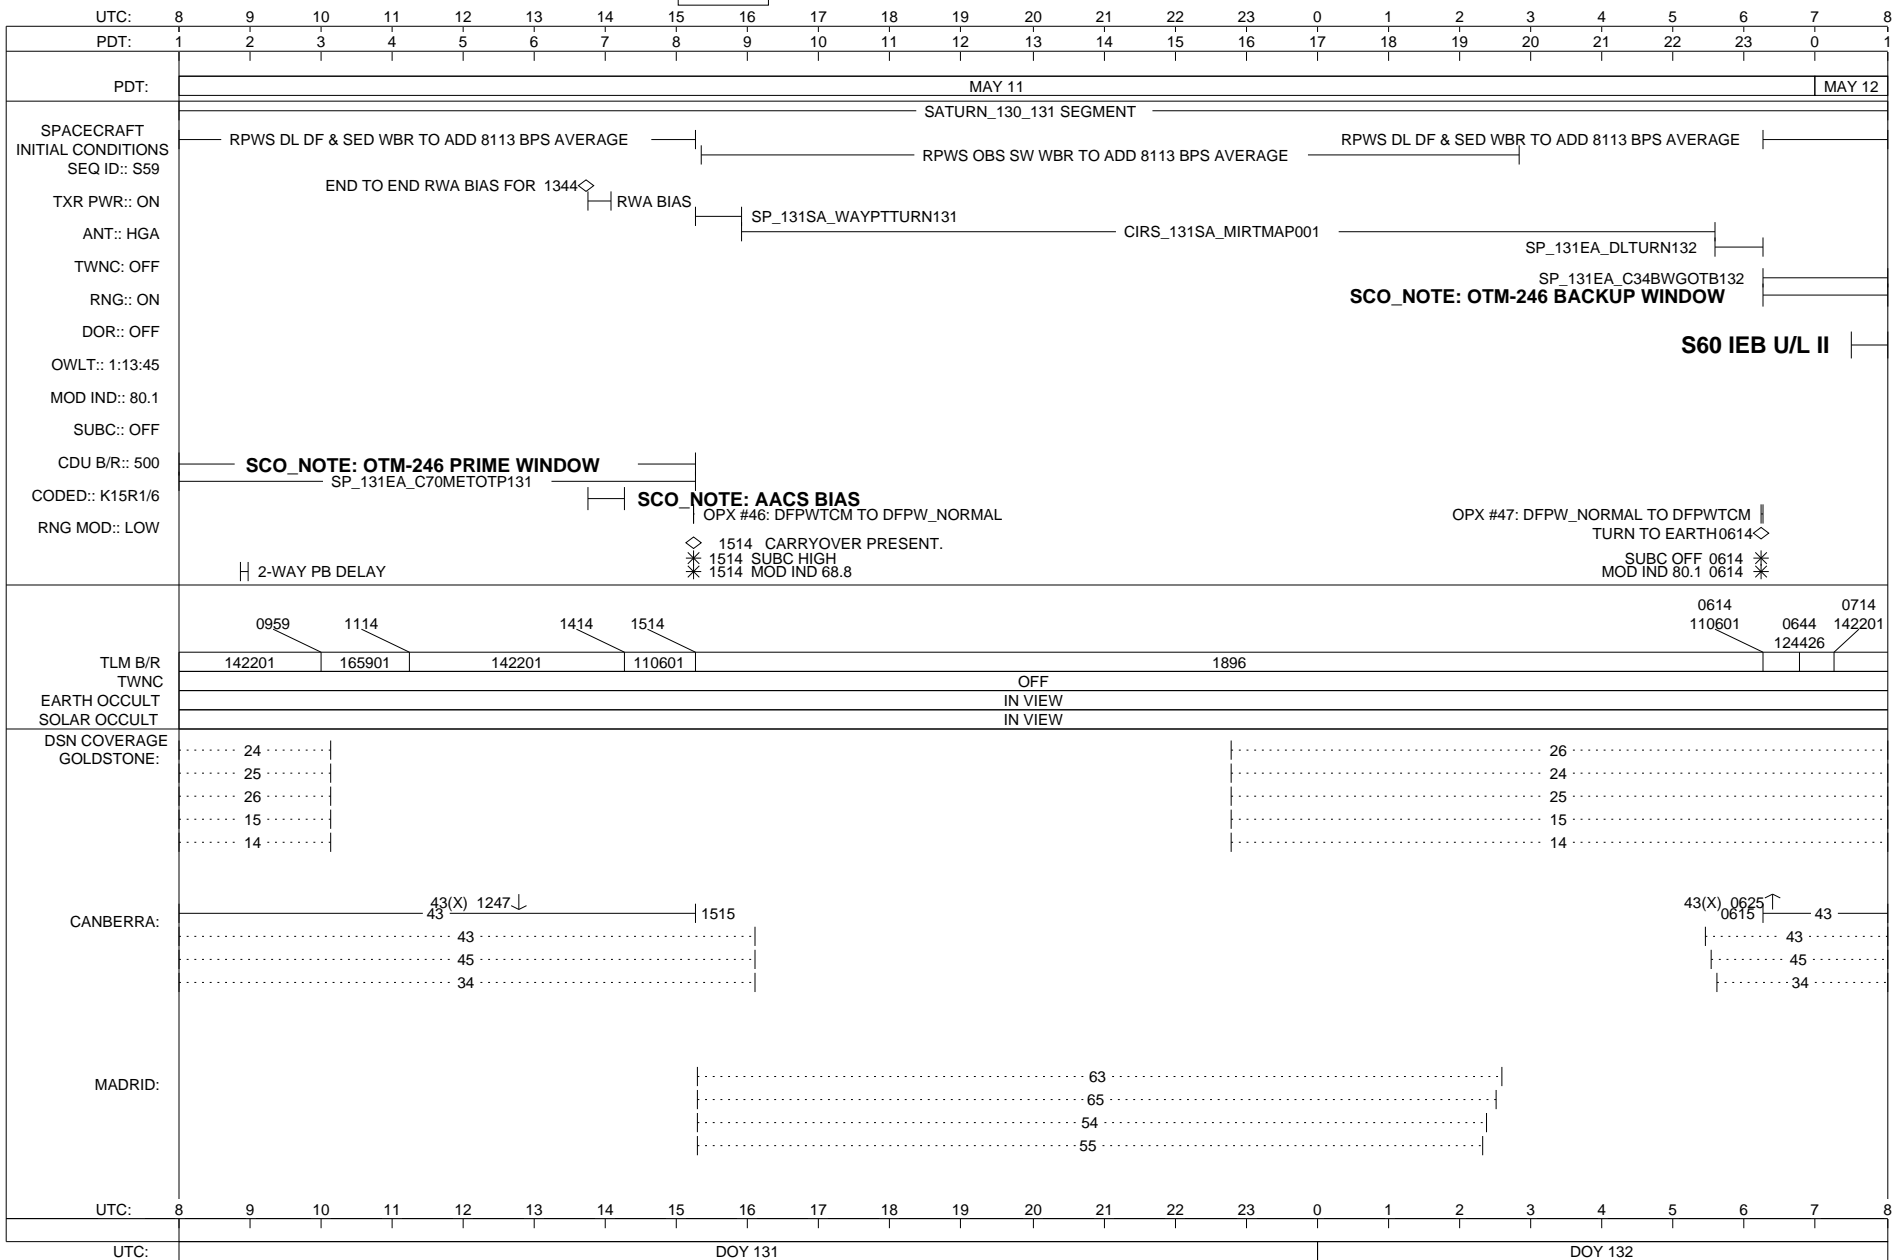 UTC: 8 9 10 11 12 13 14 15 16 17 18 19 20 21 22 23 0 1 2 3 4 5 6 7 8
PDT: 1 2 3 4 5 6 7 8 9 10 11 12 13 14 15 16 17 18 19 20 21 22 23 0 1
PDT: MAY 11 MAY 12
SATURN_130_131 SEGMENT
SPACECRAFT
INITIAL CONDITIONS
RPWS DL DF & SED WBR TO ADD 8113 BPS AVERAGE
RPWS DL DF & SED WBR TO ADD 8113 BPS AVERAGE
RPWS OBS SW WBR TO ADD 8113 BPS AVERAGE
SEQ ID:: S59
END TO END RWA BIAS FOR 1344
TXR PWR:: ON
RWA BIAS
SP_131SA_WAYPTTURN131
ANT:: HGA
CIRS_131SA_MIRTMAP001
SP_131EA_DLTURN132
TWNC: OFF
SP_131EA_C34BWGOTB132
RNG:: ON
SCO_NOTE: OTM-246 BACKUP WINDOW
DOR:: OFF
S60 IEB U/L II
OWLT:: 1:13:45
MOD IND:: 80.1
SUBC:: OFF
CDU B/R:: 500
SCO_NOTE: OTM-246 PRIME WINDOW
SP_131EA_C70METOTP131
CODED:: K15R1/6
SCO_NOTE: AACS BIAS
OPX #46: DFPWTCM TO DFPW_NORMAL
OPX #47: DFPW_NORMAL TO DFPWTCM
RNG MOD:: LOW
TURN TO EARTH 0614
1514 CARRYOVER PRESENT.
1514 SUBC HIGH
SUBC OFF 0614
1514 MOD IND 68.8
MOD IND 80.1 0614
2-WAY PB DELAY
0614 0714
0959 1114 1414 1514 110601 0644 142201
124426
TLM B/R 142201 165901 142201 110601 1896
TWNC OFF
EARTH OCCULT IN VIEW
SOLAR OCCULT IN VIEW
DSN COVERAGE
GOLDSTONE:
24 26
25 24
26 25
15 15
14 14
43(X) 1247 43(X) 0625
CANBERRA: 43 1515 0615 43
43 43
45 45
34 34
MADRID: 63
65
54
55
UTC: 8 9 10 11 12 13 14 15 16 17 18 19 20 21 22 23 0 1 2 3 4 5 6 7 8
UTC: DOY 131 DOY 132